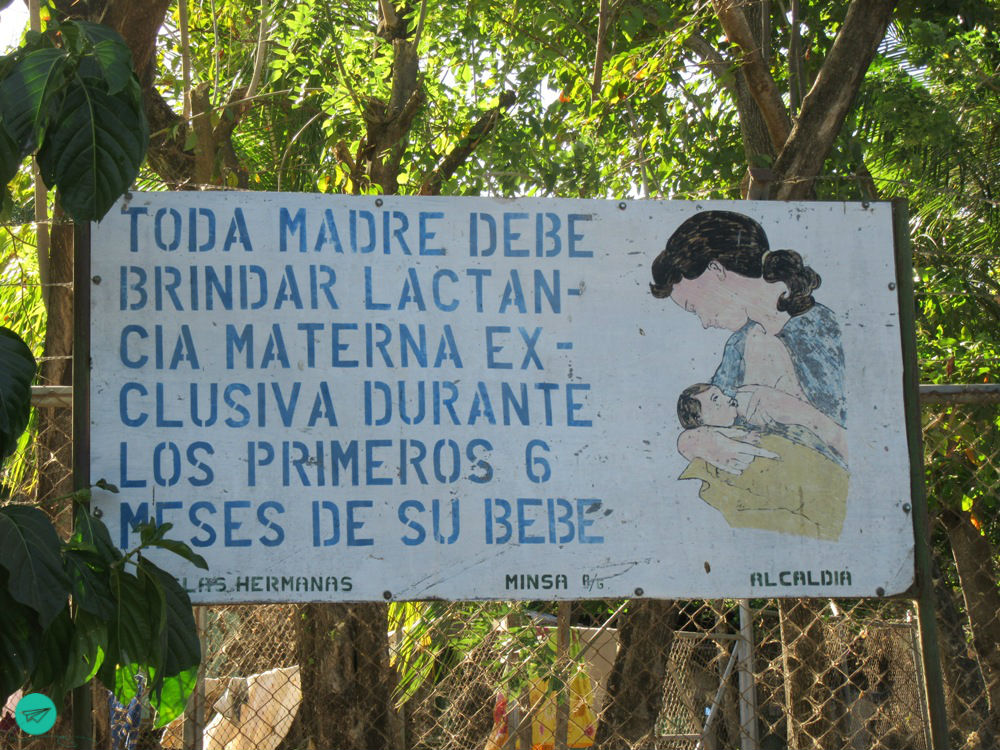 TODA MADRE DEBE
BRINDAR LACTAN-
CIA MATERNA EX-
CLUSIVA DURANTE
LOS PRIMEROS 6
MESES DE SU BEBE
LAS HERMANAS MINSA ALCALDIA